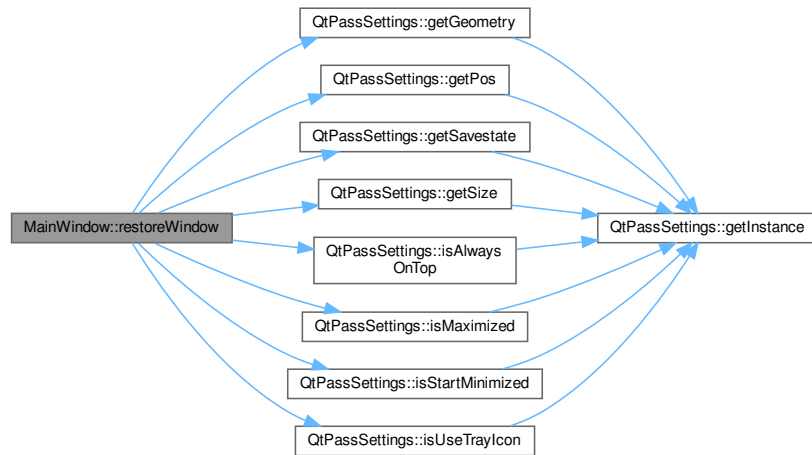 QtPassSettings::getGeometry
QtPassSettings::getPos
QtPassSettings::getSavestate
QtPassSettings::getSize
MainWindow::restoreWindow
QtPassSettings::getInstance
QtPassSettings::isAlways
OnTop
QtPassSettings::isMaximized
QtPassSettings::isStartMinimized
QtPassSettings::isUseTrayIcon